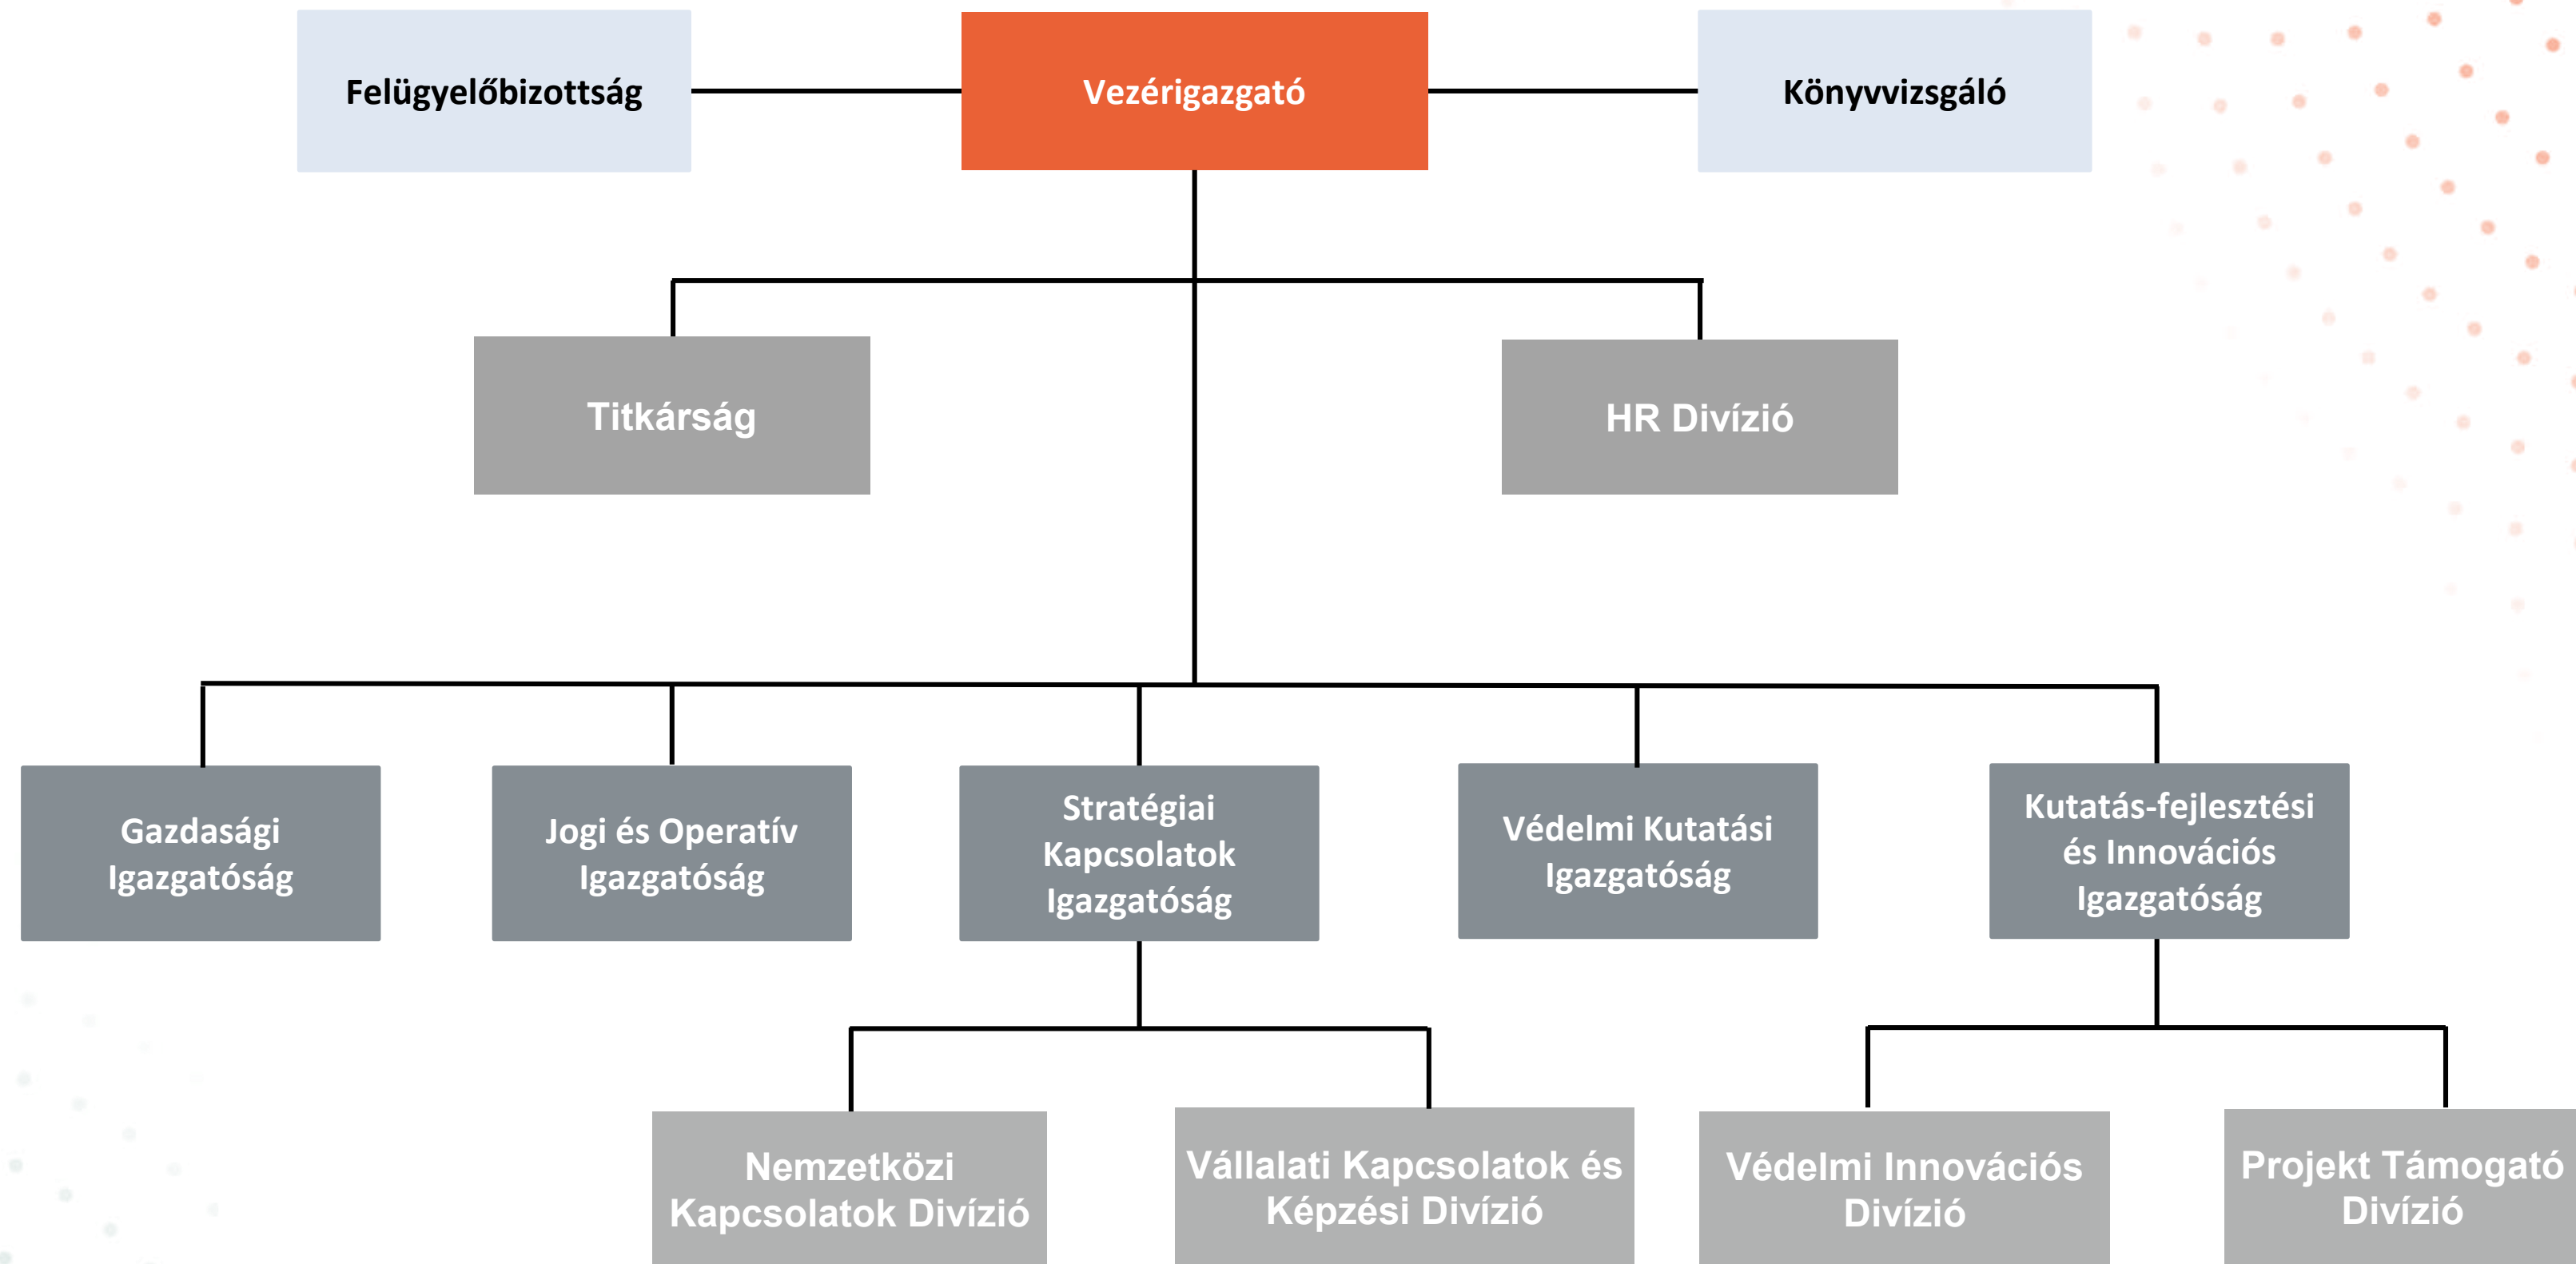 Felügyelőbizottság
Vezérigazgató
Könyvvizsgáló
Titkárság
HR Divízió
Gazdasági
Igazgatóság
Jogi és Operatív
Igazgatóság
Stratégiai
Kapcsolatok
Igazgatóság
Védelmi Kutatási
Igazgatóság
Kutatás-fejlesztési
és Innovációs
Igazgatóság
Nemzetközi
Kapcsolatok Divízió
Vállalati Kapcsolatok és
Képzési Divízió
Védelmi Innovációs
Divízió
Projekt Támogató
Divízió